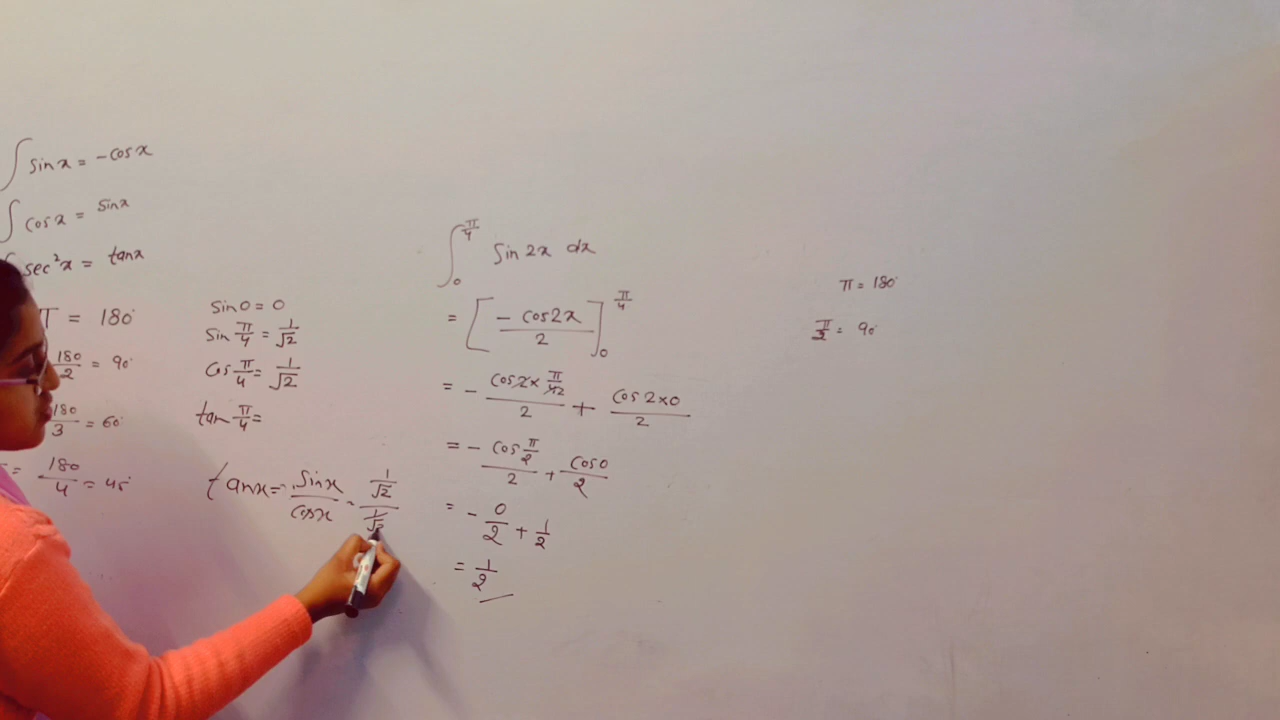 ∫ sin x = -cos x
∫ cos x = sin x
sec²x = tan x
π = 180°
180/2 = 90°
180/3 = 60°
= 180/4 = 45°
sin 0 = 0
sin π/4 = 1/√2
cos π/4 = 1/√2
tan π/4 =
tan x = sin x/cos x = (1/√2)/(1/√2)
∫₀^(π/4) sin 2x dx
= [-cos2x/2]₀^(π/4)
= -(cos 2 × π/42)/2 + (cos 2×0)/2
= -(cos π/2)/2 + cos 0/2
= -0/2 + 1/2
= 1/2
π = 180°
π/2 = 90°